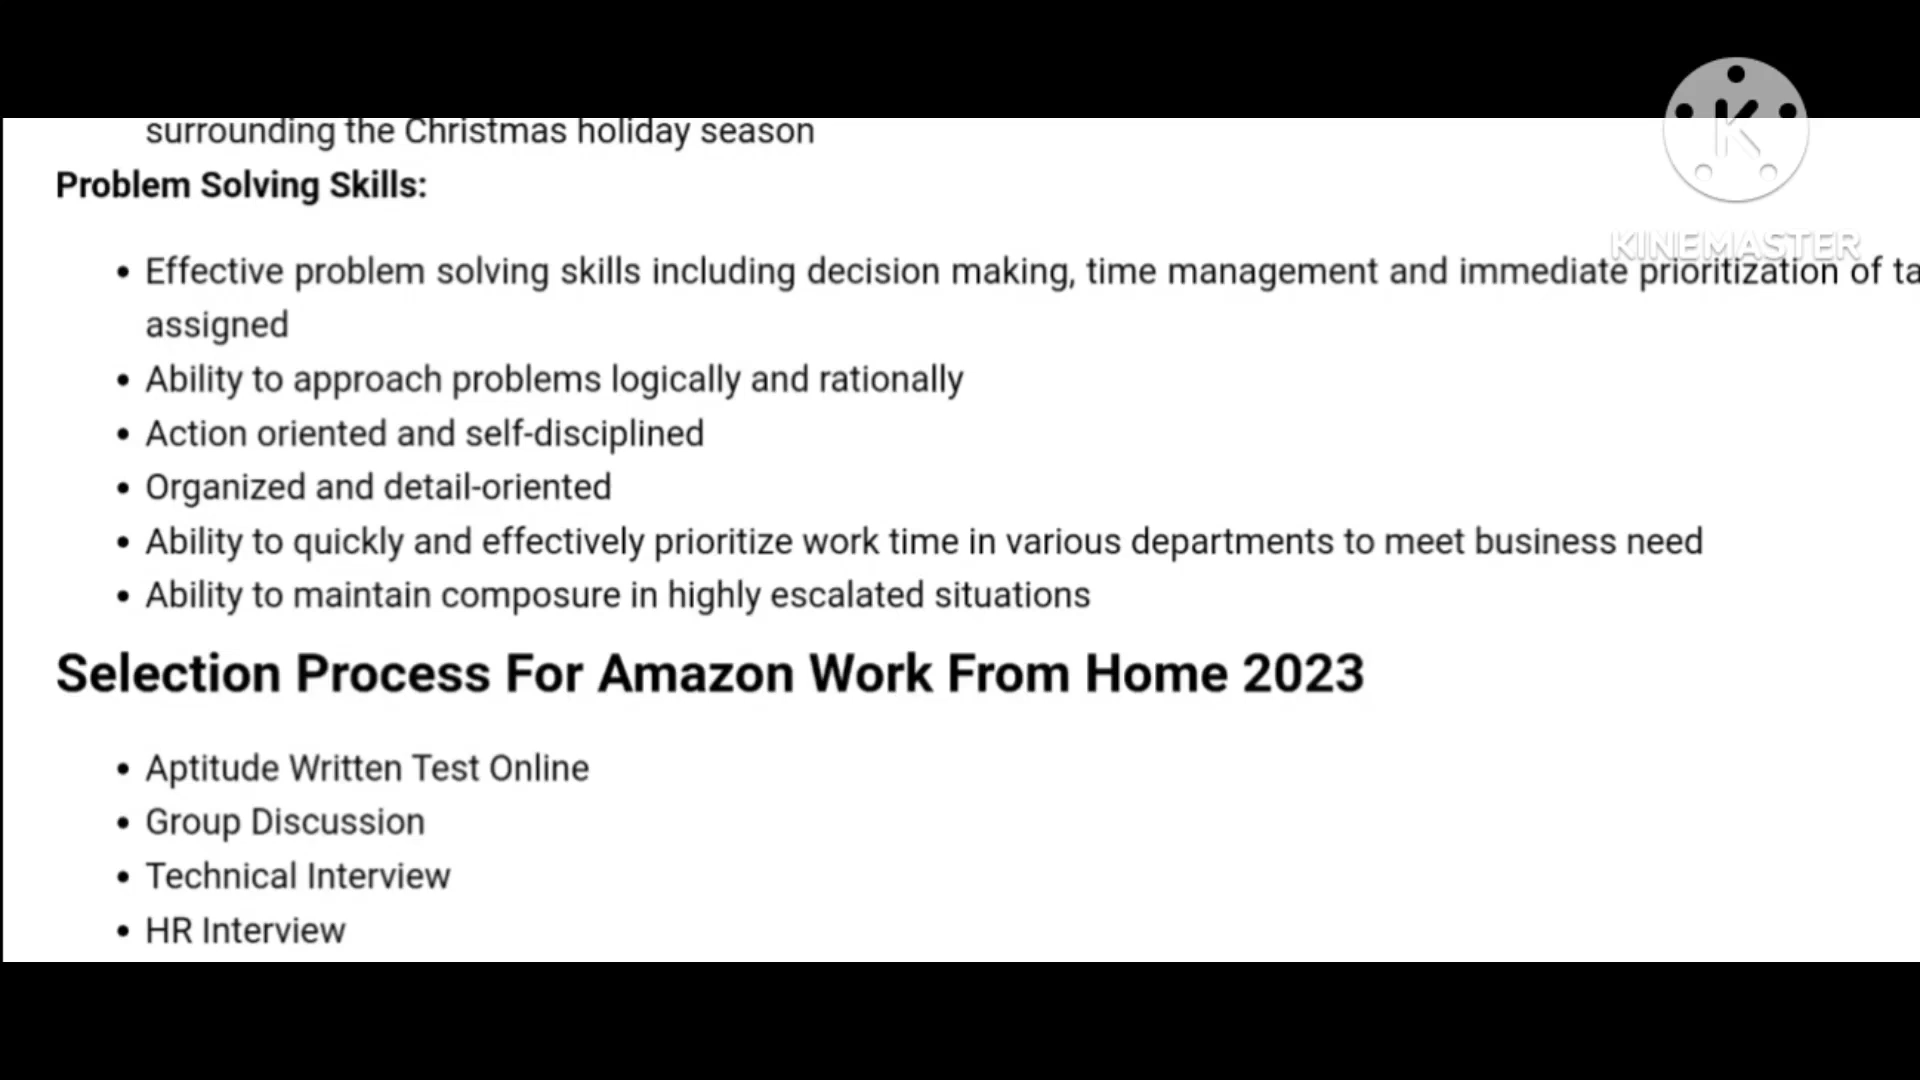 surrounding the Christmas holiday season
Problem Solving Skills:
• Effective problem solving skills including decision making, time management and immediate prioritization of
assigned
• Ability to approach problems logically and rationally
• Action oriented and self-disciplined
• Organized and detail-oriented
• Ability to quickly and effectively prioritize work time in various departments to meet business need
• Ability to maintain composure in highly escalated situations
Selection Process For Amazon Work From Home 2023
• Aptitude Written Test Online
• Group Discussion
• Technical Interview
• HR Interview
K
KINEMASTER